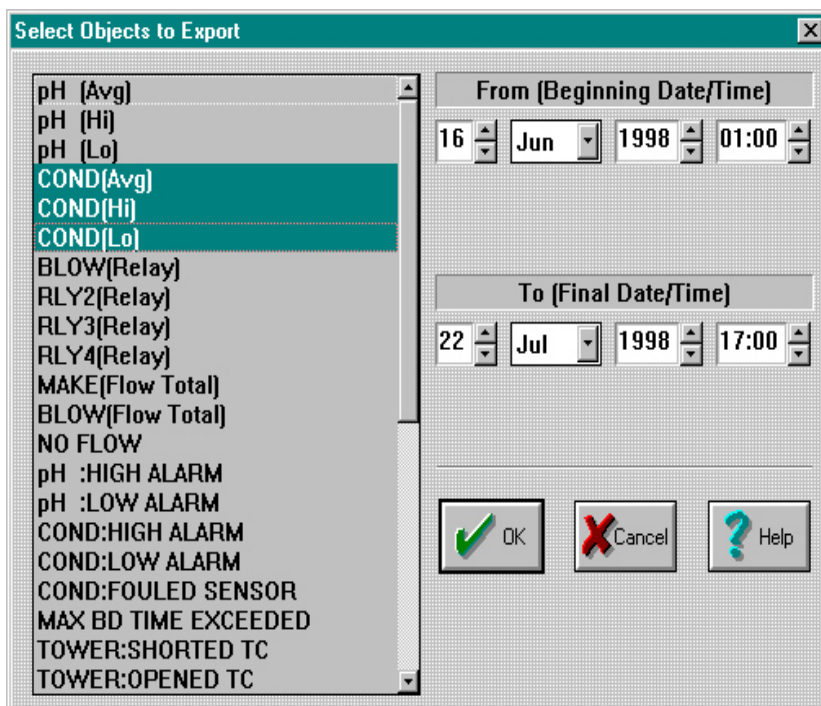 Select Objects to Export
pH (Avg)
pH (Hi)
pH (Lo)
COND(Avg)
COND(Hi)
COND(Lo)
BLOW(Relay)
RLY2(Relay)
RLY3(Relay)
RLY4(Relay)
MAKE(Flow Total)
BLOW(Flow Total)
NO FLOW
pH :HIGH ALARM
pH :LOW ALARM
COND:HIGH ALARM
COND:LOW ALARM
COND:FOULED SENSOR
MAX BD TIME EXCEEDED
TOWER:SHORTED TC
TOWER:OPENED TC
From (Beginning Date/Time)
16 Jun 1998 01:00
To (Final Date/Time)
22 Jul 1998 17:00
OK Cancel Help